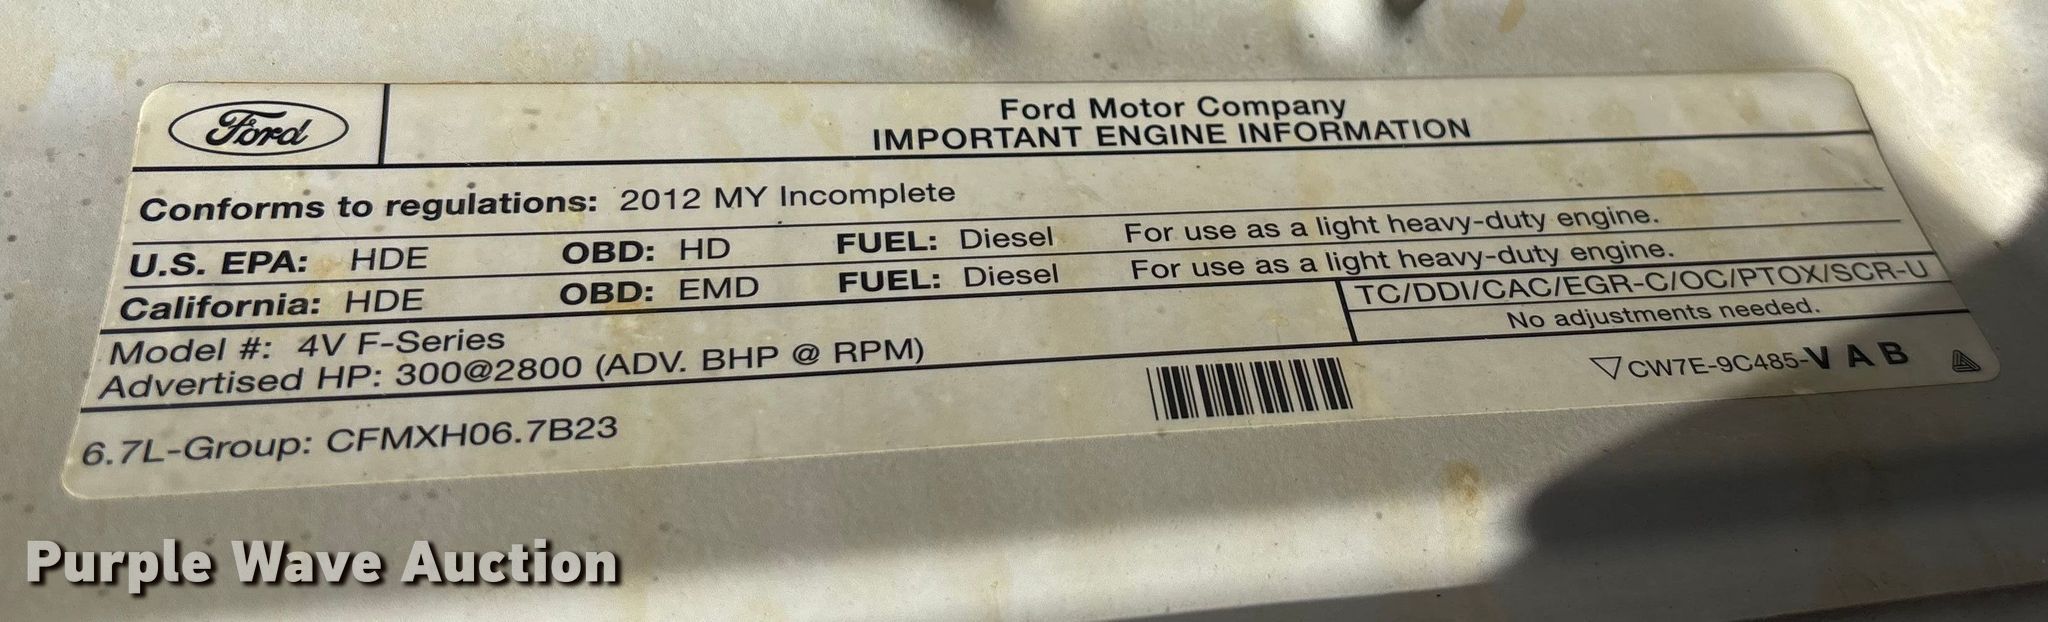 Ford
Ford Motor Company
IMPORTANT ENGINE INFORMATION
Conforms to regulations: 2012 MY Incomplete
U.S. EPA: HDE OBD: HD FUEL: Diesel For use as a light heavy-duty engine.
California: HDE OBD: EMD FUEL: Diesel For use as a light heavy-duty engine.
TC/DDI/CAC/EGR-C/OC/PTOX/SCR-U
No adjustments needed.
Model #: 4V F-Series
Advertised HP: 300@2800 (ADV. BHP @ RPM)
CW7E-9C485-VAB
6.7L-Group: CFMXH06.7B23
Purple Wave Auction